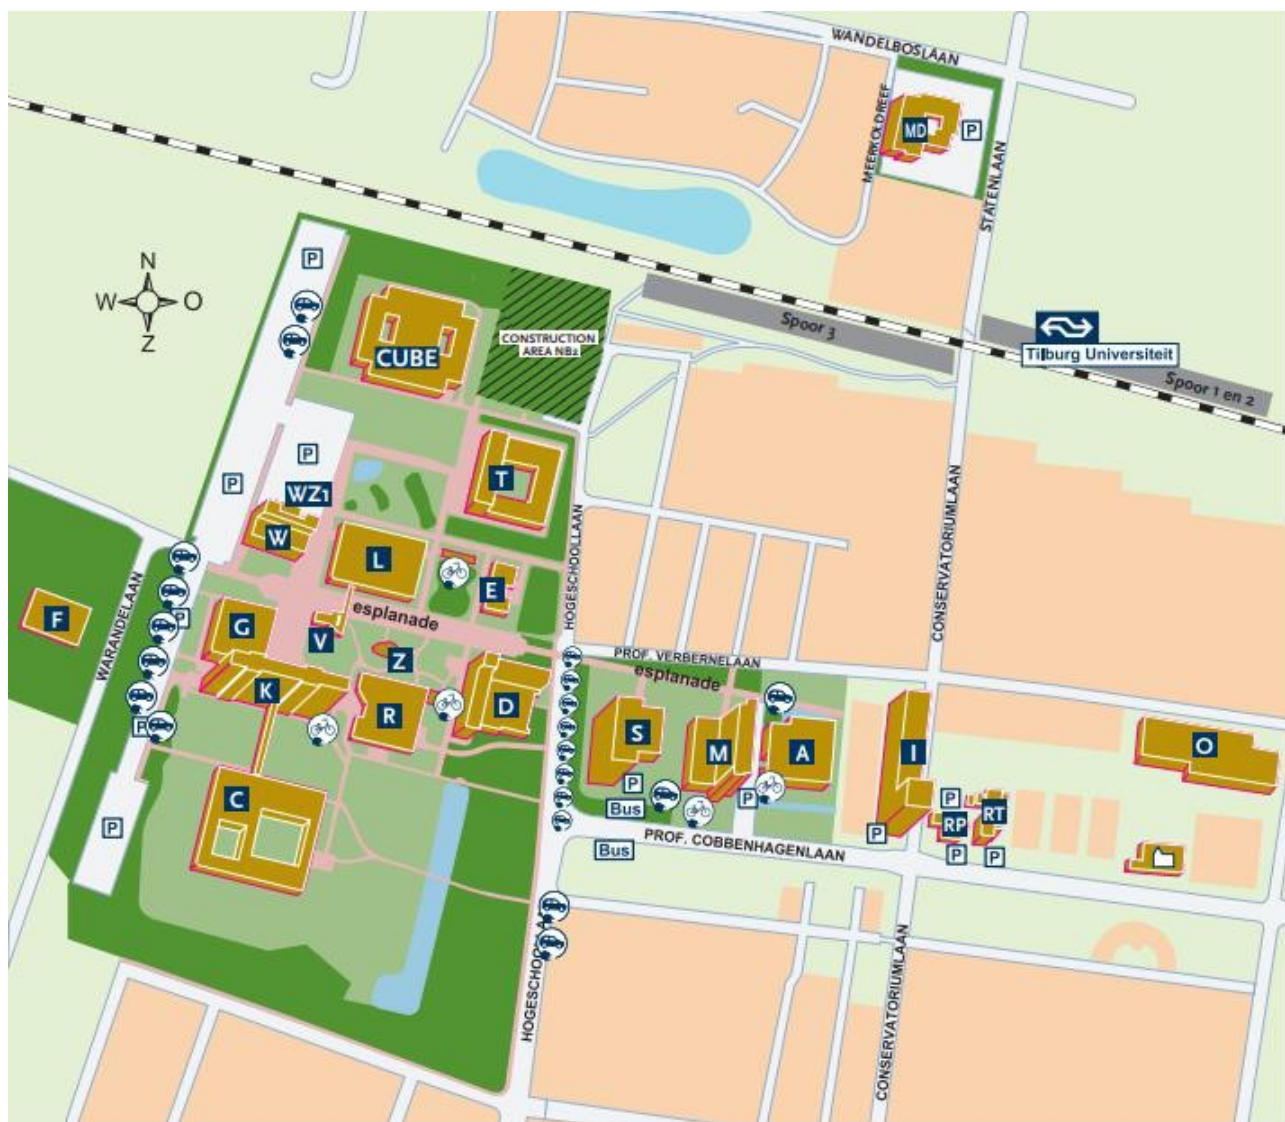 WANDELBOSLAAN
MEERKOLDREEF
MD
P
STATENLAAN
N
W
O
Z
P
CUBE
CONSTRUCTION
AREA NB2
Spoor 3
Tilburg Universiteit
Spoor 1 en 2
P
P
WZ1
T
W
L
E
HOGESCHOOLLAAN
CONSERVATORIUMLAAN
F
WARANDELAAN
P
G
V
esplanade
Z
PROF. VERBERNELAAN
esplanade
K
R
D
S
M
A
I
O
P
P
P
Bus
P
RP
RT
C
P
P
PROF. COBBENHAGENLAAN
Bus
P
P
HOGESCHOOLLAAN
CONSERVATORIUMLAAN